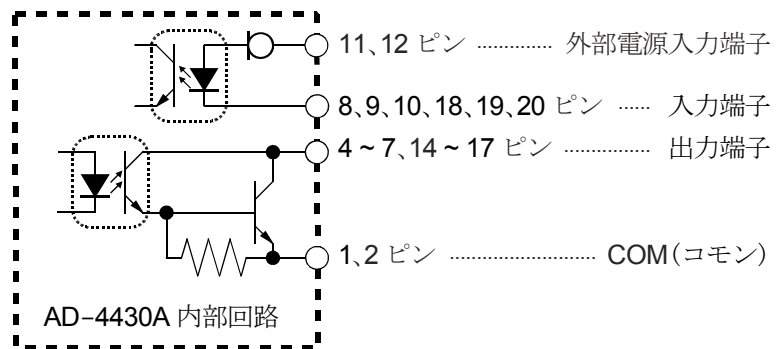 11、12 ピン ............. 外部電源入力端子
8、9、10、18、19、20 ピン ...... 入力端子
4 ~ 7、14 ~ 17 ピン ............... 出力端子
1、2 ピン ......................... COM(コモン)
AD−4430A 内部回路